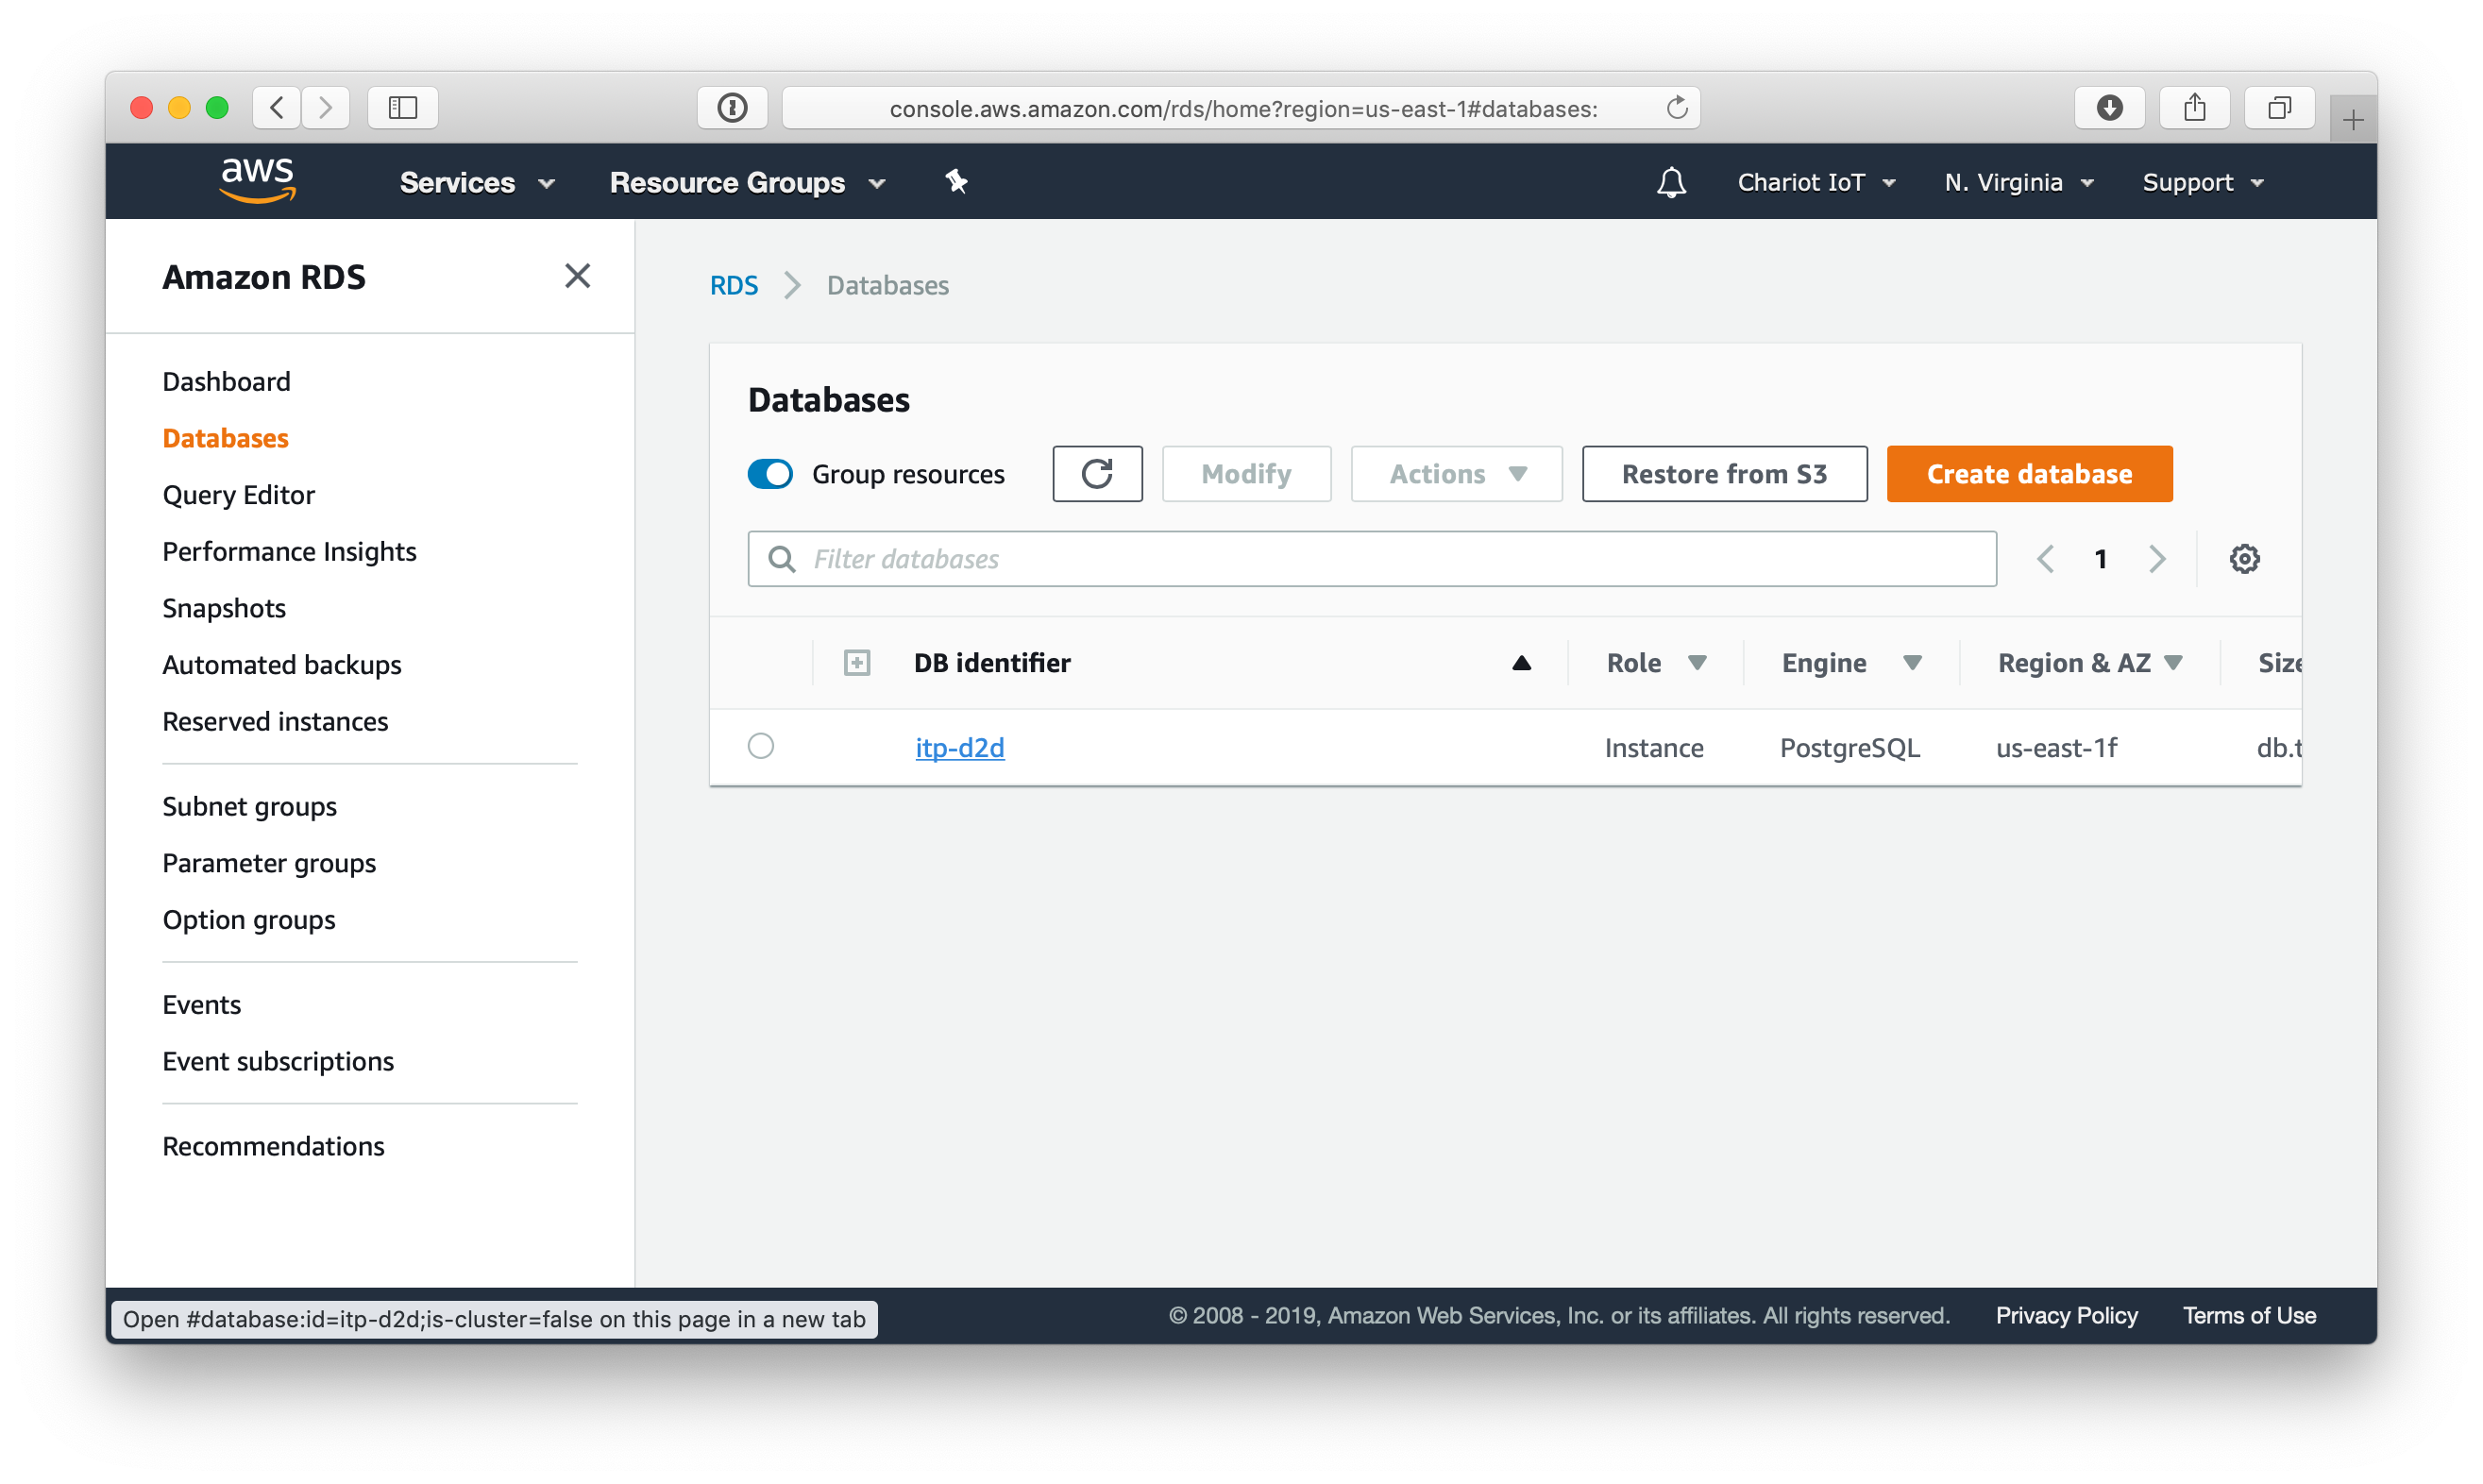 console.aws.amazon.com/rds/home?region=us-east-1#databases:
aws Services Resource Groups Chariot IoT N. Virginia Support
Amazon RDS
Dashboard
Databases
Query Editor
Performance Insights
Snapshots
Automated backups
Reserved instances
Subnet groups
Parameter groups
Option groups
Events
Event subscriptions
Recommendations
RDS Databases
Databases
Group resources Modify Actions Restore from S3 Create database
Filter databases 1
DB identifier Role Engine Region & AZ Size
itp-d2d Instance PostgreSQL us-east-1f db.t
Open #database:id=itp-d2d;is-cluster=false on this page in a new tab
© 2008 - 2019, Amazon Web Services, Inc. or its affiliates. All rights reserved. Privacy Policy Terms of Use